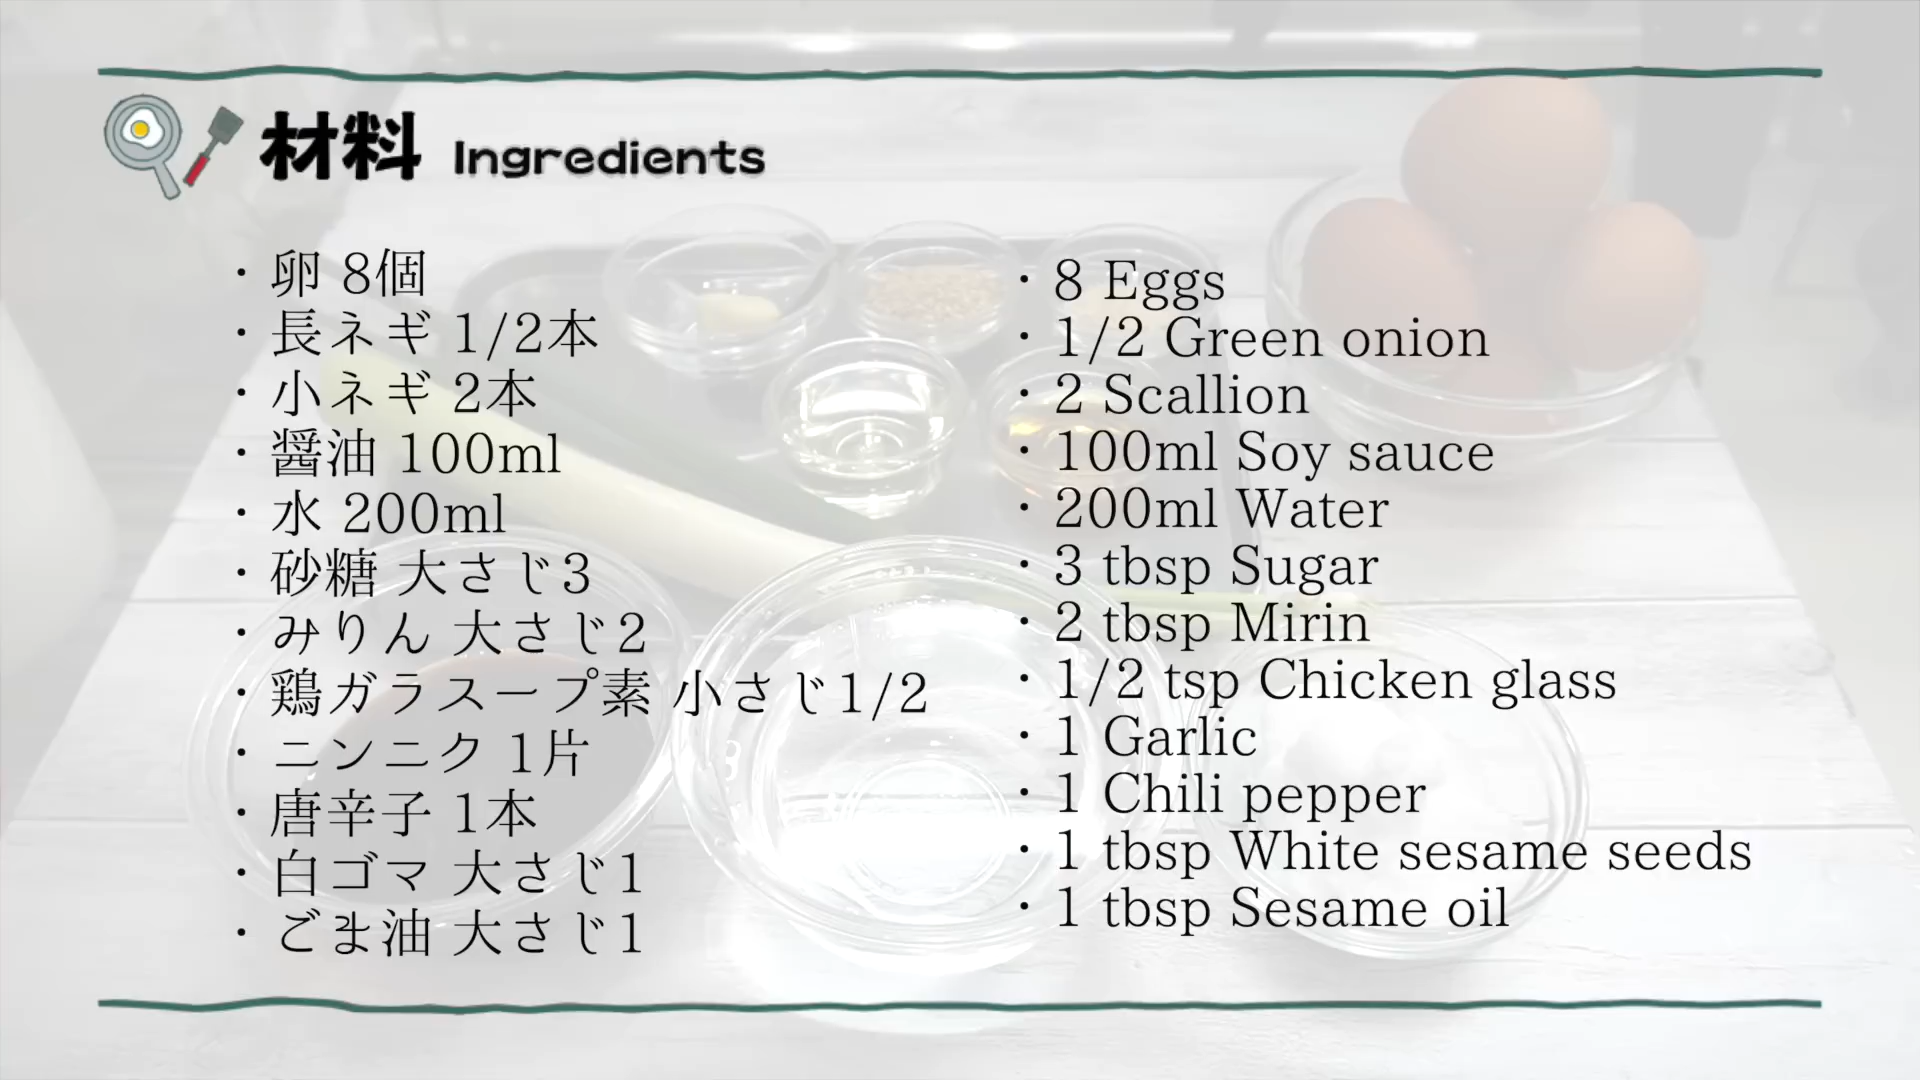 材料 Ingredients
・卵 8個
・長ネギ 1/2本
・小ネギ 2本
・醤油 100ml
・水 200ml
・砂糖 大さじ3
・みりん 大さじ2
・鶏ガラスープ素 小さじ1/2
・ニンニク 1片
・唐辛子 1本
・白ゴマ 大さじ1
・ごま油 大さじ1
・8 Eggs
・1/2 Green onion
・2 Scallion
・100ml Soy sauce
・200ml Water
・3 tbsp Sugar
・2 tbsp Mirin
・1/2 tsp Chicken glass
・1 Garlic
・1 Chili pepper
・1 tbsp White sesame seeds
・1 tbsp Sesame oil